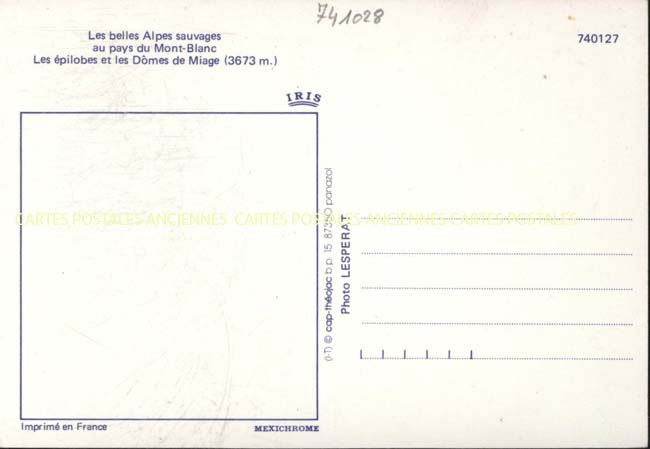 741028
Les belles Alpes sauvages
au pays du Mont-Blanc
Les épilobes et les Dômes de Miage (3673 m.)
740127
IRIS
CARTES POSTALES ANCIENNES CARTES POSTALES ANCIENNES CARTES POSTALES
(I-T) © cap-théojac b.p. 15 87350 panazol
Photo LESPERAT
Imprimé en France
MEXICHROME